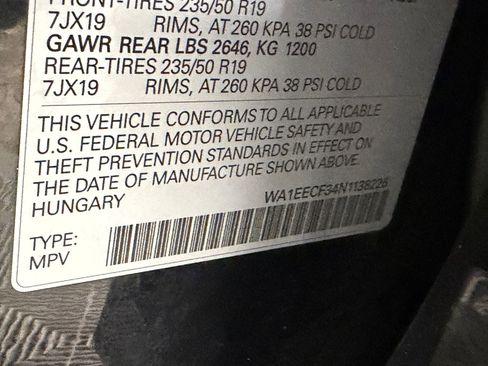 FRONT-TIRES 235/50 R19
7JX19 RIMS, AT 260 KPA 38 PSI COLD
GAWR REAR LBS 2646, KG 1200
REAR-TIRES 235/50 R19
7JX19 RIMS, AT 260 KPA 38 PSI COLD
THIS VEHICLE CONFORMS TO ALL APPLICABLE
U.S. FEDERAL MOTOR VEHICLE SAFETY AND
THEFT PREVENTION STANDARDS IN EFFECT ON
THE DATE OF MANUFACTURE SHOWN ABOVE.
HUNGARY
WA1EECF34N1138226
TYPE:
MPV